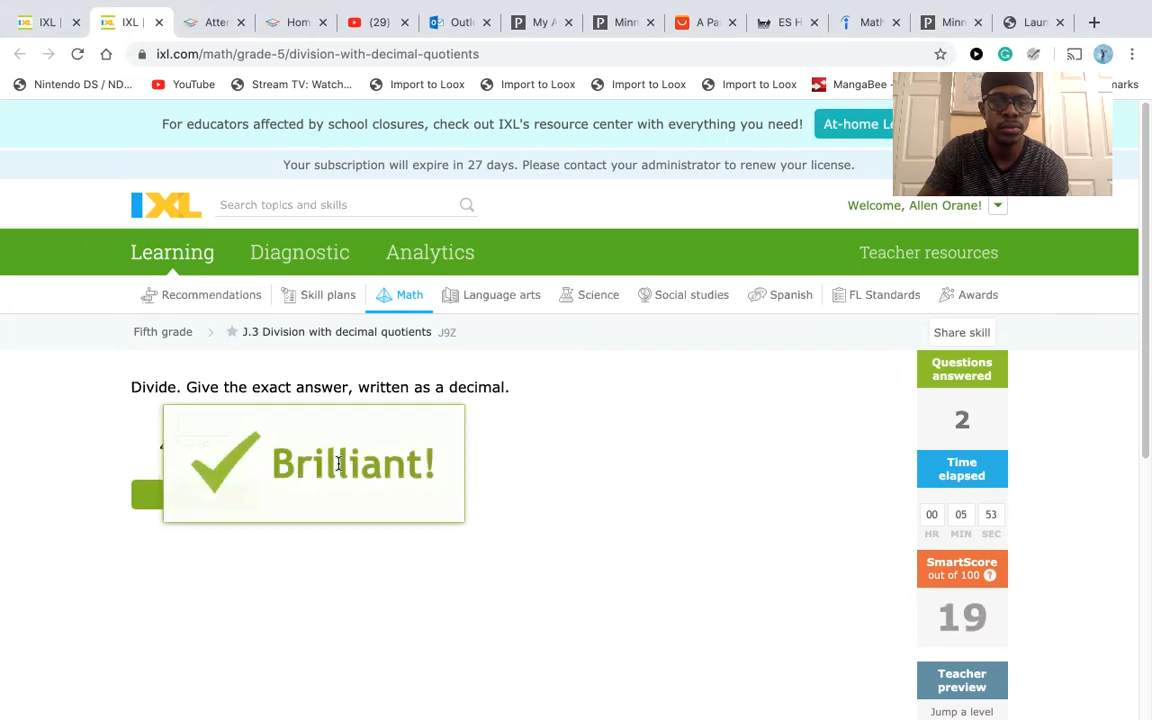 IXL |
IXL |
Atter
Hom
(29)
Outl
My A
Minn
A Pai
ES H
Math
Minn
Laun
ixl.com/math/grade-5/division-with-decimal-quotients
Nintendo DS / ND...
YouTube
Stream TV: Watch...
Import to Loox
Import to Loox
Import to Loox
Import to Loox
MangaBee -
marks
For educators affected by school closures, check out IXL's resource center with everything you need!
At-home Le
Your subscription will expire in 27 days. Please contact your administrator to renew your license.
IXL
Search topics and skills
Welcome, Allen Orane!
Learning
Diagnostic
Analytics
Teacher resources
Recommendations
Skill plans
Math
Language arts
Science
Social studies
Spanish
FL Standards
Awards
Fifth grade
J.3 Division with decimal quotients J9Z
Share skill
Divide. Give the exact answer, written as a decimal.
Brilliant!
Questions
answered
2
Time
elapsed
00 05 53
HR MIN SEC
SmartScore
out of 100 ?
19
Teacher
preview
Jump a level